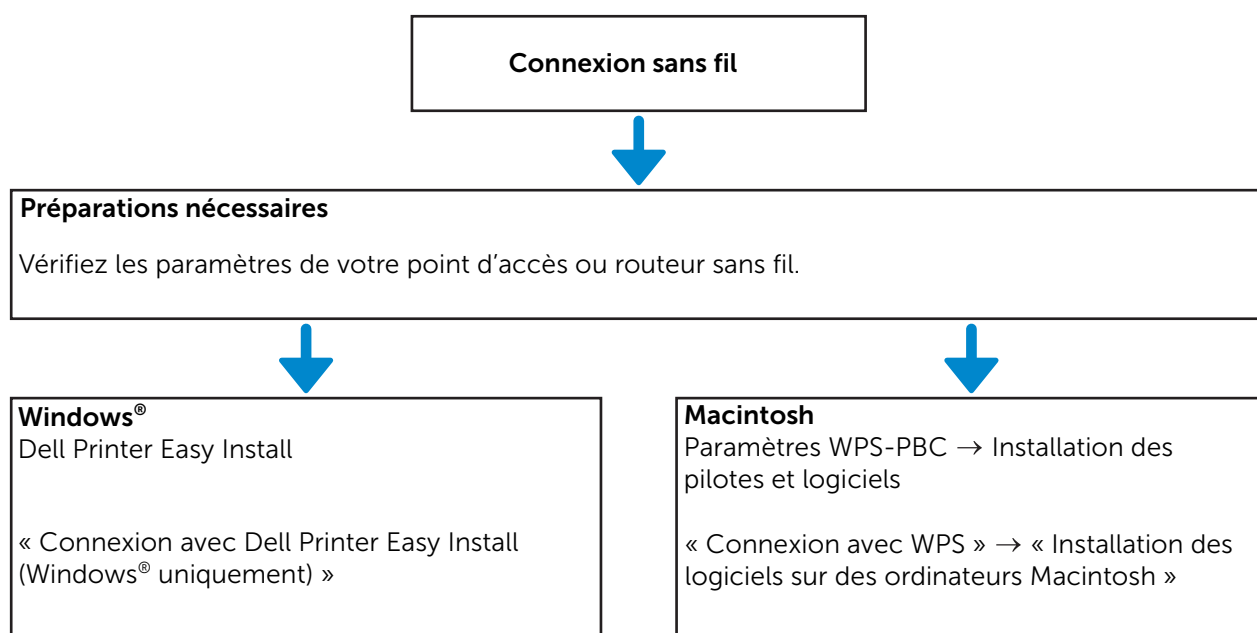 Connexion sans fil
Préparations nécessaires
Vérifiez les paramètres de votre point d’accès ou routeur sans fil.
Windows®
Dell Printer Easy Install
« Connexion avec Dell Printer Easy Install
(Windows® uniquement) »
Macintosh
Paramètres WPS-PBC → Installation des
pilotes et logiciels
« Connexion avec WPS » → « Installation des
logiciels sur des ordinateurs Macintosh »